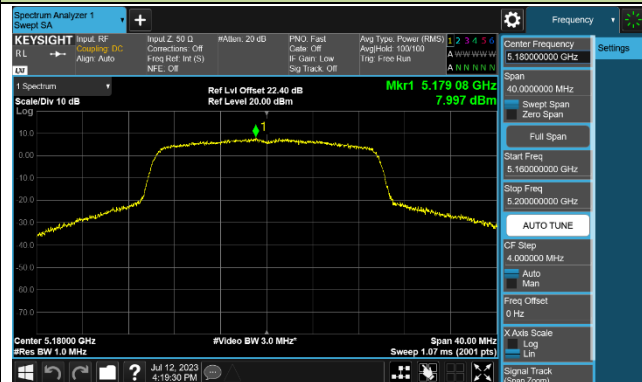 Spectrum Analyzer 1
Swept SA
Frequency
KEYSIGHT
RL
LXI
Input: RF
Coupling: DC
Align: Auto
Input Z: 50 Ω
Corrections: Off
Freq Ref: Int (S)
NFE: Off
#Atten: 20 dB
PNO: Fast
Gate: Off
IF Gain: Low
Sig Track: Off
Avg Type: Power (RMS)
Avg|Hold: 100/100
Trig: Free Run
1 2 3 4 5 6
A W W W W W
A N N N N N
1 Spectrum
Scale/Div 10 dB
Ref Lvl Offset 22.40 dB
Ref Level 20.00 dBm
Mkr1 5.179 08 GHz
7.997 dBm
Log
1
10.0
0.00
-10.0
-20.0
-30.0
-40.0
-50.0
-60.0
-70.0
Center 5.18000 GHz
#Res BW 1.0 MHz
#Video BW 3.0 MHz*
Span 40.00 MHz
Sweep 1.07 ms (2001 pts)
Center Frequency
5.180000000 GHz
Settings
Span
40.0000000 MHz
Swept Span
Zero Span
Full Span
Start Freq
5.160000000 GHz
Stop Freq
5.200000000 GHz
AUTO TUNE
CF Step
4.000000 MHz
Auto
Man
Freq Offset
0 Hz
X Axis Scale
Log
Lin
Signal Track
(Span Zoom)
?
Jul 12, 2023
4:19:30 PM